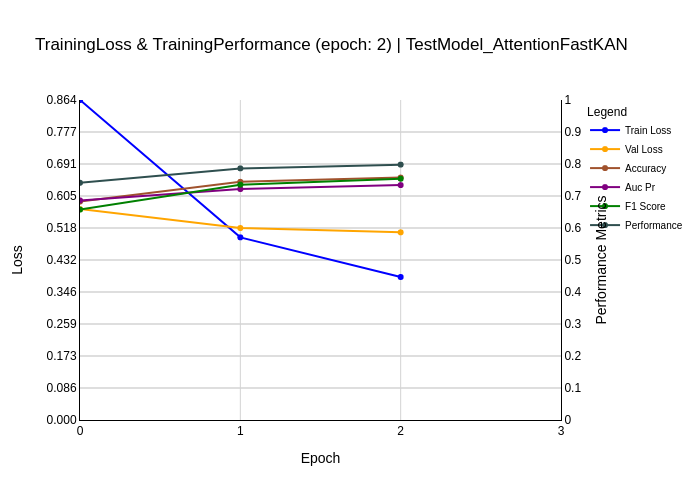 TrainingLoss & TrainingPerformance (epoch: 2) | TestModel_AttentionFastKAN
0.864
0.777
0.691
0.605
0.518
0.432
0.346
0.259
0.173
0.086
0.000
Loss
0
1
2
3
Epoch
1
0.9
0.8
0.7
0.6
0.5
0.4
0.3
0.2
0.1
0
Performance Metrics
Legend
Train Loss
Val Loss
Accuracy
Auc Pr
F1 Score
Performance